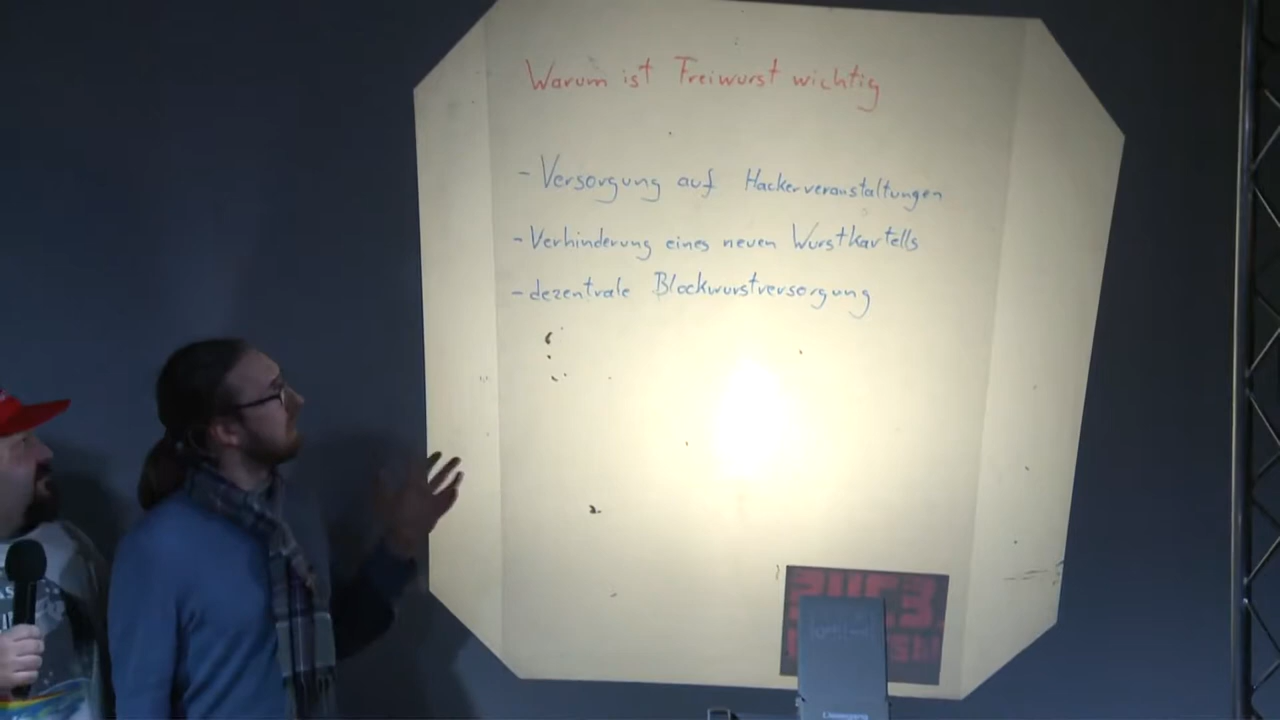 Warum ist Freiwurst wichtig
- Versorgung auf Hackerveranstaltungen
- Verhinderung eines neuen Wurstkartells
- dezentrale Blockwurstversorgung